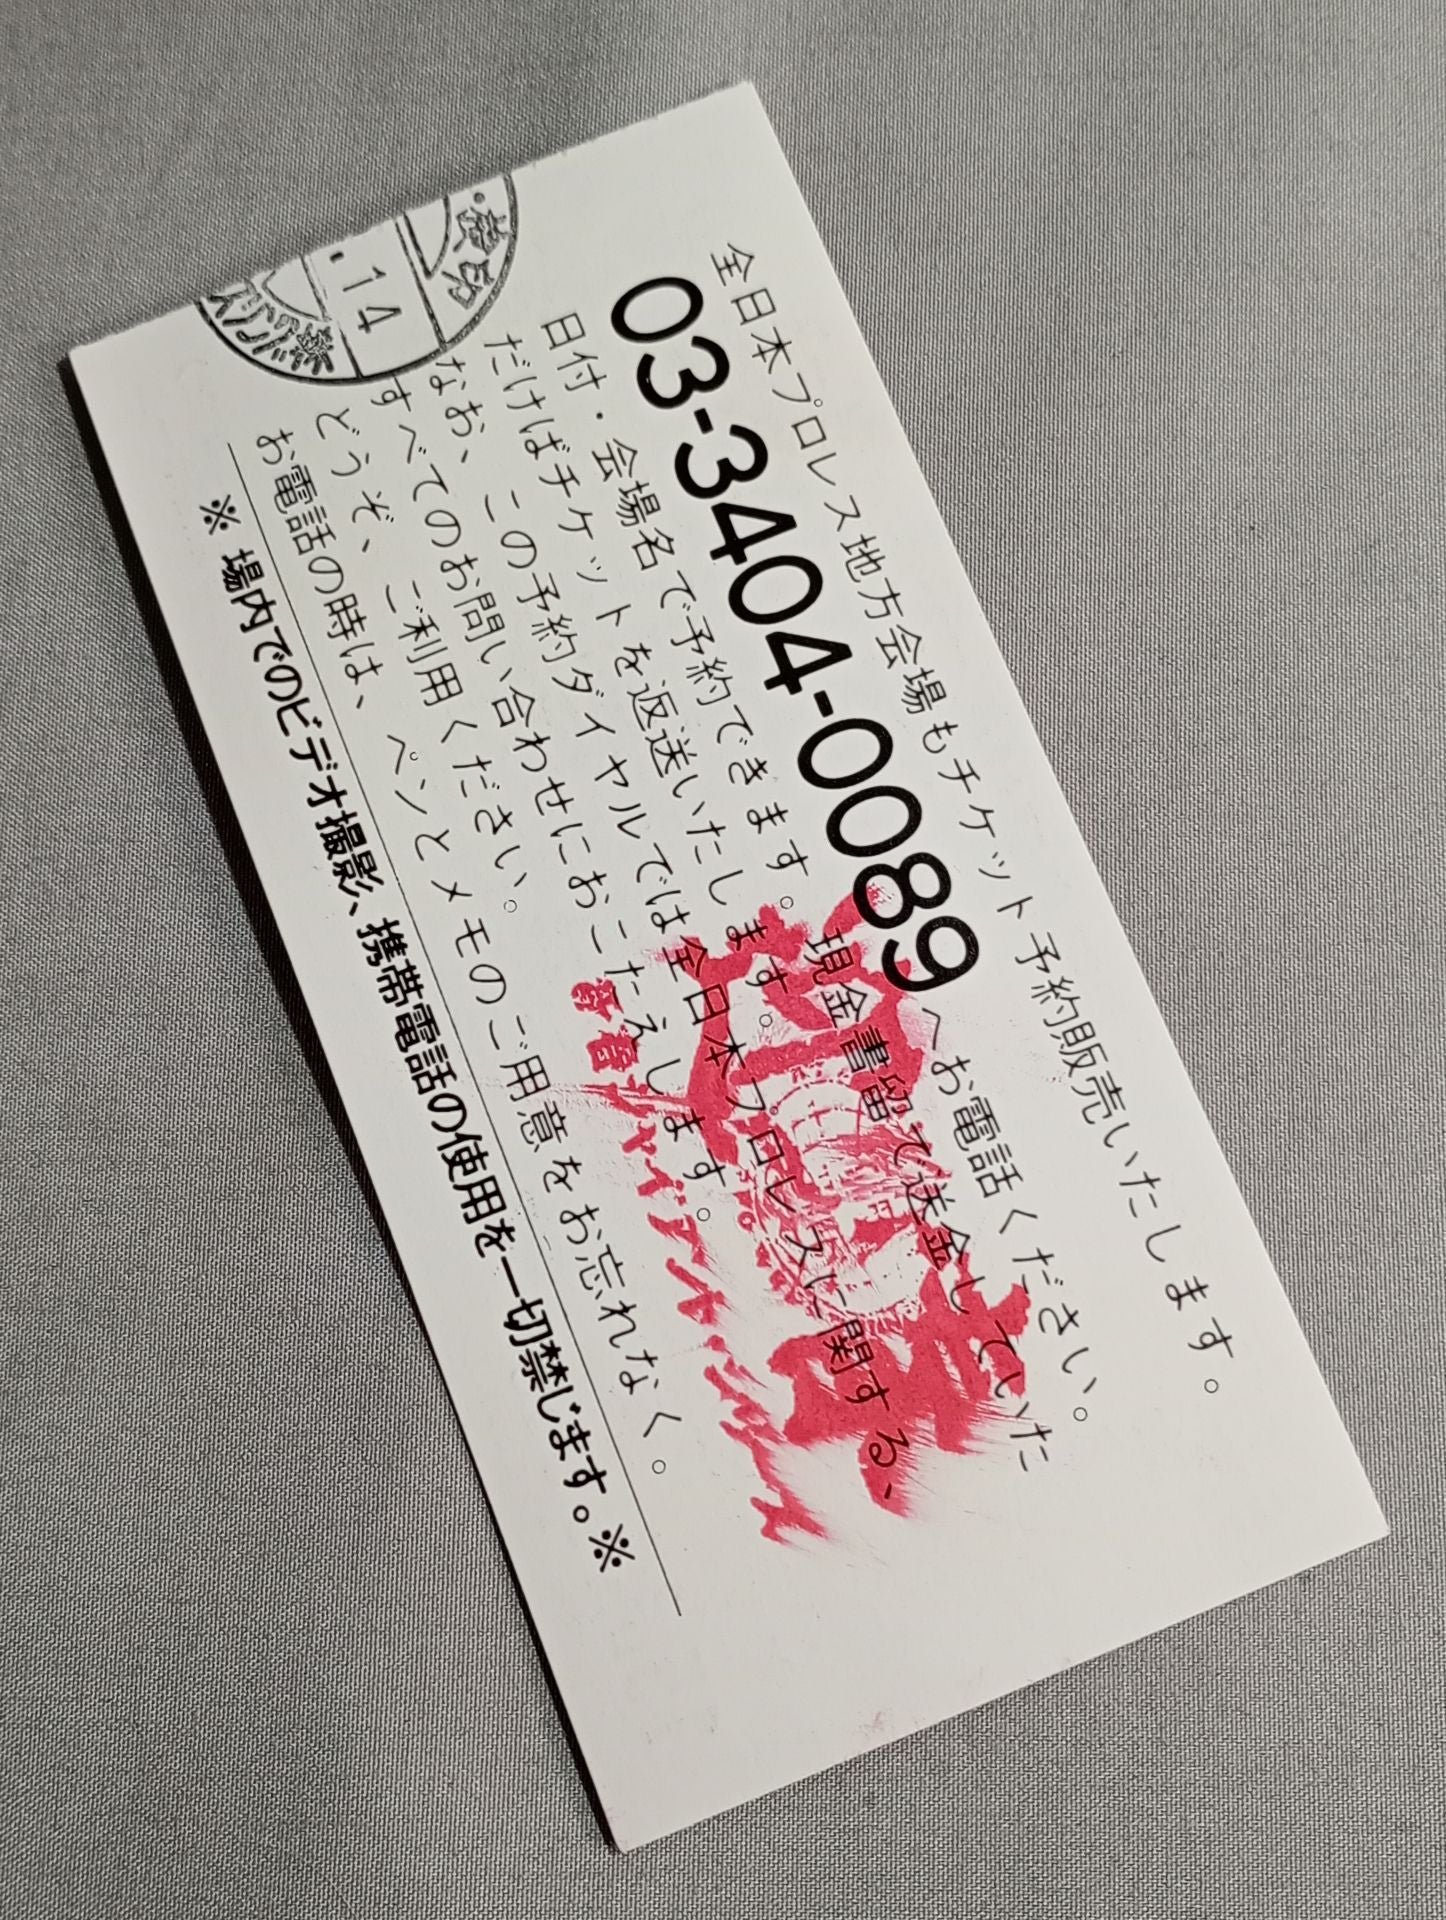 全日本プロレス地方会場もチケット予約販売いたします。
03-3404-0089へお電話ください。
日付・会場名で予約できます。現金書留で送金していた
だければチケットを返送いたします。
なお、この予約ダイヤルでは全日本プロレスに関する、
すべてのお問い合わせにおこたえします。
どうぞ、ご利用ください。
お電話の時は、ペンとメモのご用意をお忘れなく。
※ 場内でのビデオ撮影、携帯電話の使用を一切禁じます。※
.14